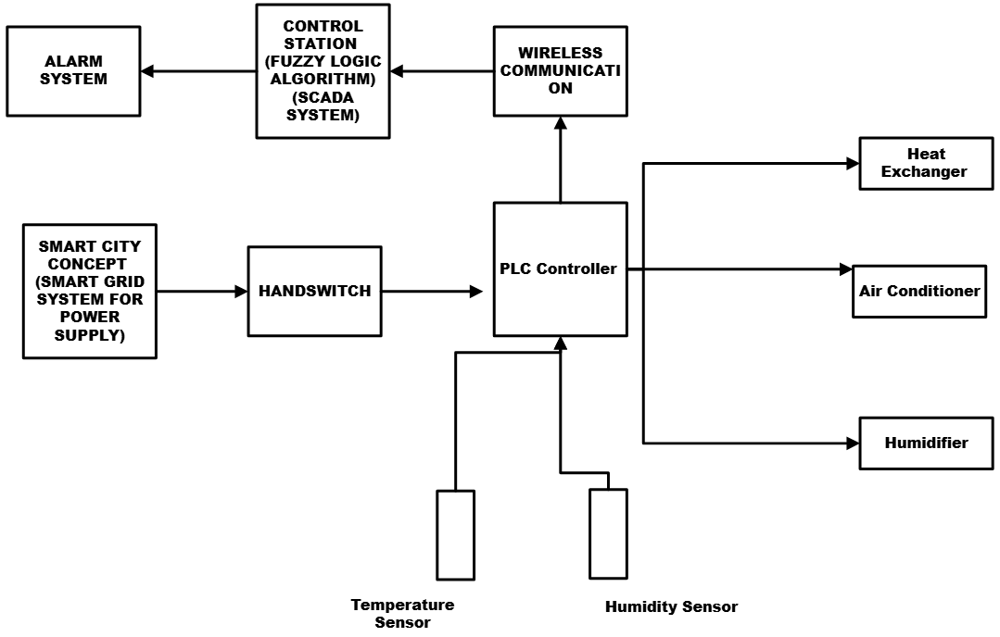 ALARM
SYSTEM
CONTROL
STATION
(FUZZY LOGIC
ALGORITHM)
(SCADA
SYSTEM)
WIRELESS
COMMUNICATI
ON
Heat
Exchanger
SMART CITY
CONCEPT
(SMART GRID
SYSTEM FOR
POWER
SUPPLY)
HANDSWITCH
PLC Controller
Air Conditioner
Humidifier
Temperature
Sensor
Humidity Sensor